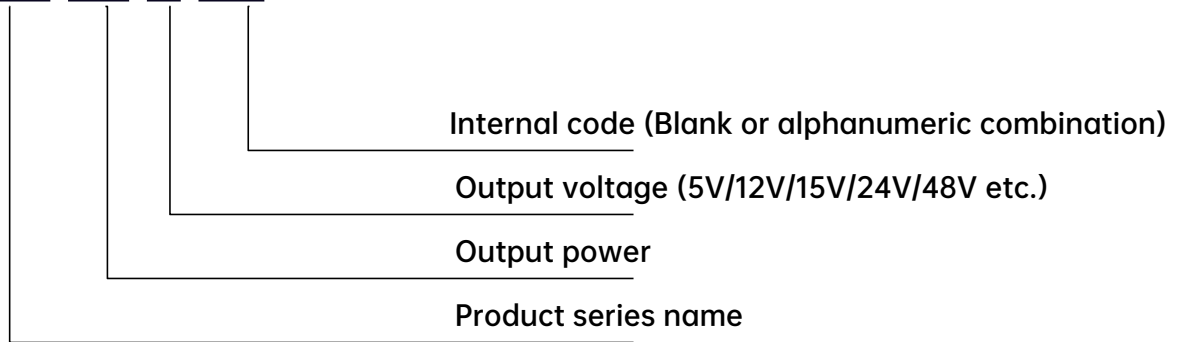 Internal code (Blank or alphanumeric combination)
Output voltage (5V/12V/15V/24V/48V etc.)
Output power
Product series name